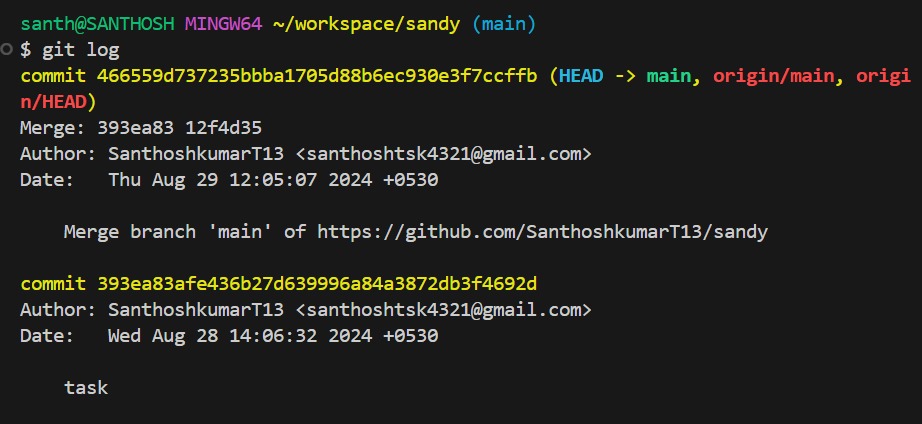 santh@SANTHOSH MINGW64 ~/workspace/sandy (main)
$ git log
commit 466559d737235bbba1705d88b6ec930e3f7ccffb (HEAD -> main, origin/main, origi
n/HEAD)
Merge: 393ea83 12f4d35
Author: SanthoshkumarT13 <santhoshtsk4321@gmail.com>
Date:   Thu Aug 29 12:05:07 2024 +0530

    Merge branch 'main' of https://github.com/SanthoshkumarT13/sandy

commit 393ea83afe436b27d639996a84a3872db3f4692d
Author: SanthoshkumarT13 <santhoshtsk4321@gmail.com>
Date:   Wed Aug 28 14:06:32 2024 +0530

    task